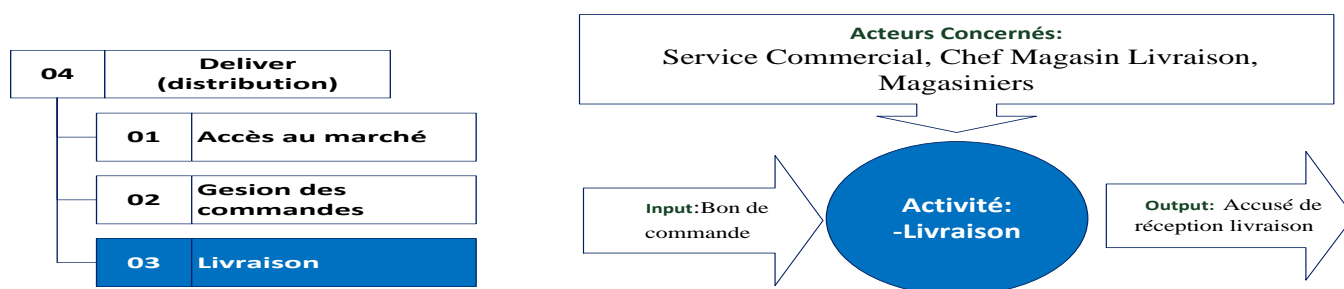 04 Deliver
(distribution)
01 Accès au marché
02 Gesion des
commandes
03 Livraison
Acteurs Concernés:
Service Commercial, Chef Magasin Livraison,
Magasiniers
Input:Bon de
commande
Activité:
-Livraison
Output: Accusé de
réception livraison